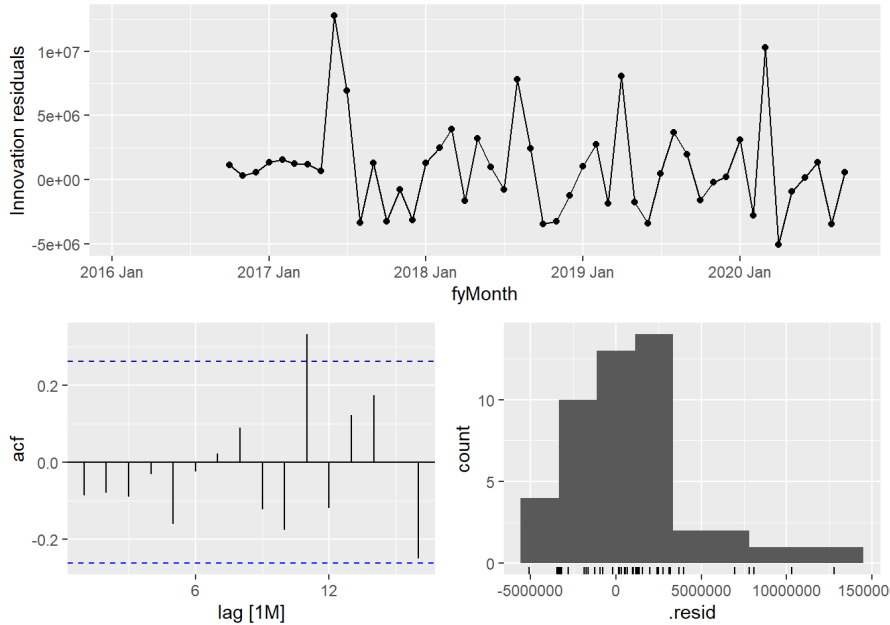 Innovation residuals
1e+07
5e+06
0e+00
-5e+06
2016 Jan
2017 Jan
2018 Jan
2019 Jan
2020 Jan
fyMonth
acf
0.2
0.0
-0.2
6
12
lag [1M]
count
10
5
0
-5000000
0
5000000
10000000
150000
.resid